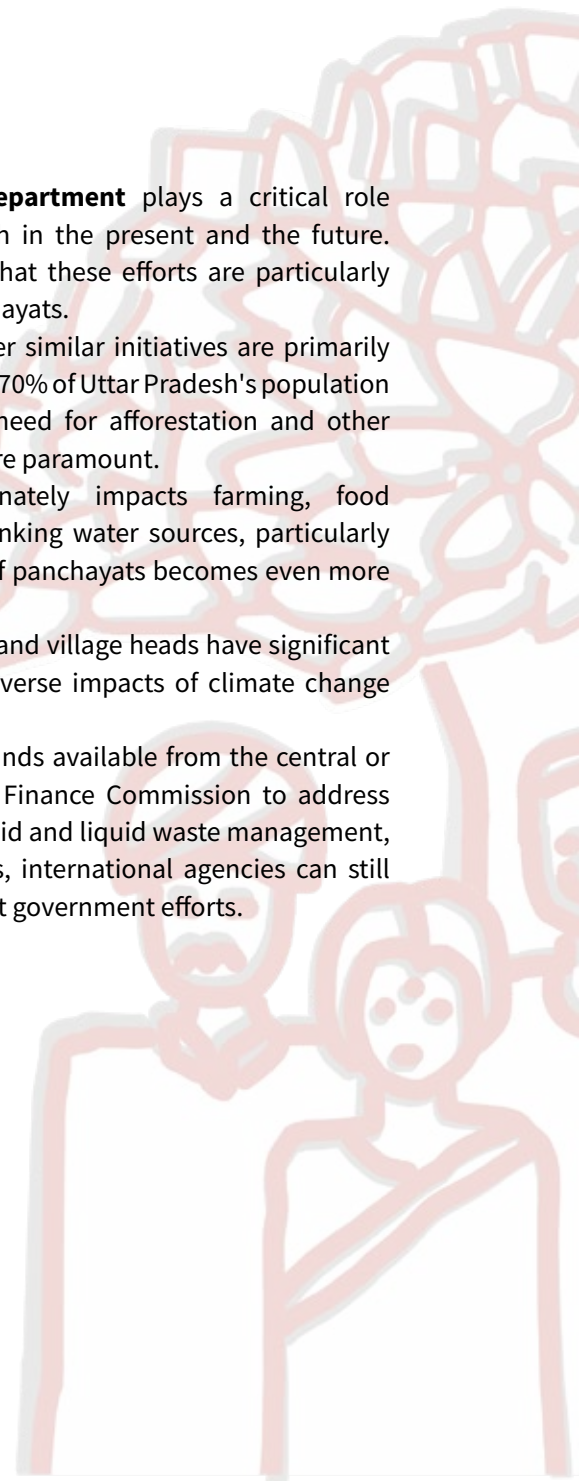 epartment plays a critical role
n in the present and the future.
hat these efforts are particularly
ayats.
er similar initiatives are primarily
70% of Uttar Pradesh's population
need for afforestation and other
re paramount.
nately impacts farming, food
nking water sources, particularly
f panchayats becomes even more
and village heads have significant
verse impacts of climate change
nds available from the central or
Finance Commission to address
id and liquid waste management,
s, international agencies can still
t government efforts.